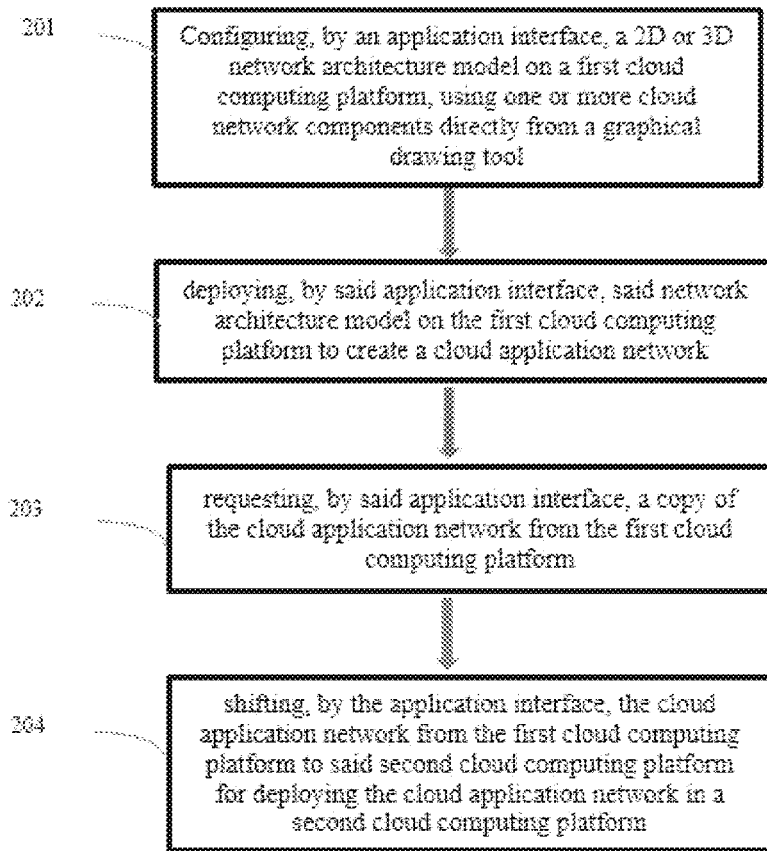 201
Configuring, by an application interface, a 2D or 3D
network architecture model on a first cloud
computing platform, using one or more cloud
network components directly from a graphical
drawing tool
202
deploying, by said application interface, said network
architecture model on the first cloud computing
platform to create a cloud application network
203
requesting, by said application interface, a copy of
the cloud application network from the first cloud
computing platform
204
shifting, by the application interface, the cloud
application network from the first cloud computing
platform to said second cloud computing platform
for deploying the cloud application network in a
second cloud computing platform